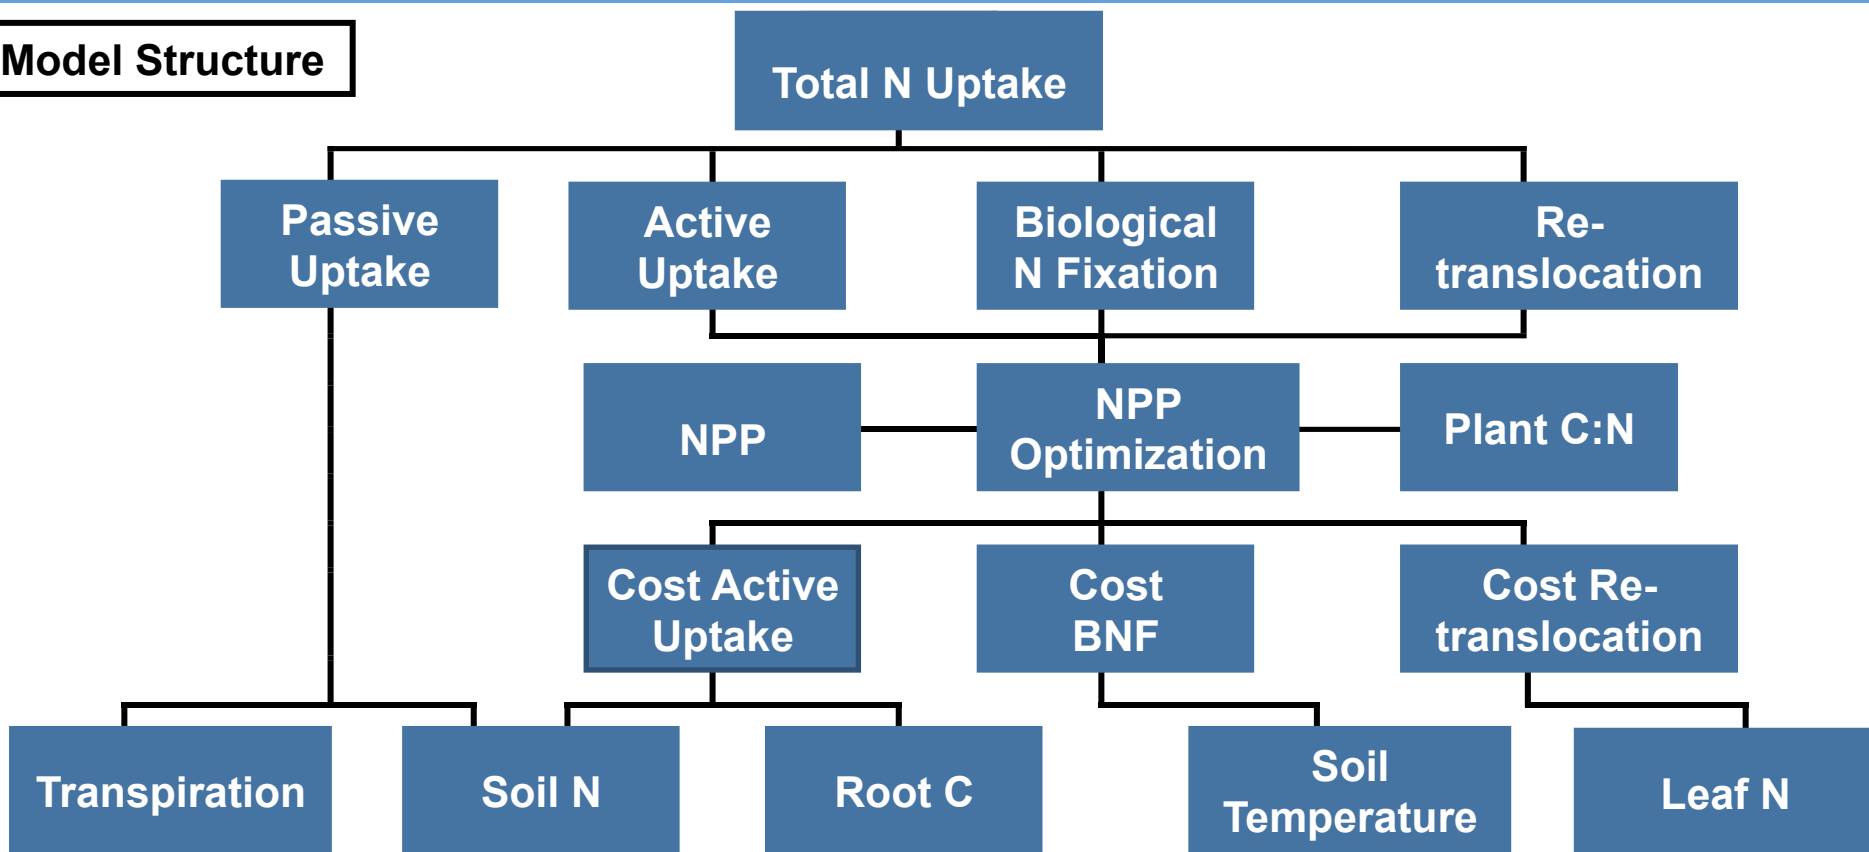 Model Structure
Total N Uptake
Passive
Uptake
Active
Uptake
Biological
N Fixation
Re-
translocation
NPP
NPP
Optimization
Plant C:N
Cost Active
Uptake
Cost
BNF
Cost Re-
translocation
Transpiration
Soil N
Root C
Soil
Temperature
Leaf N